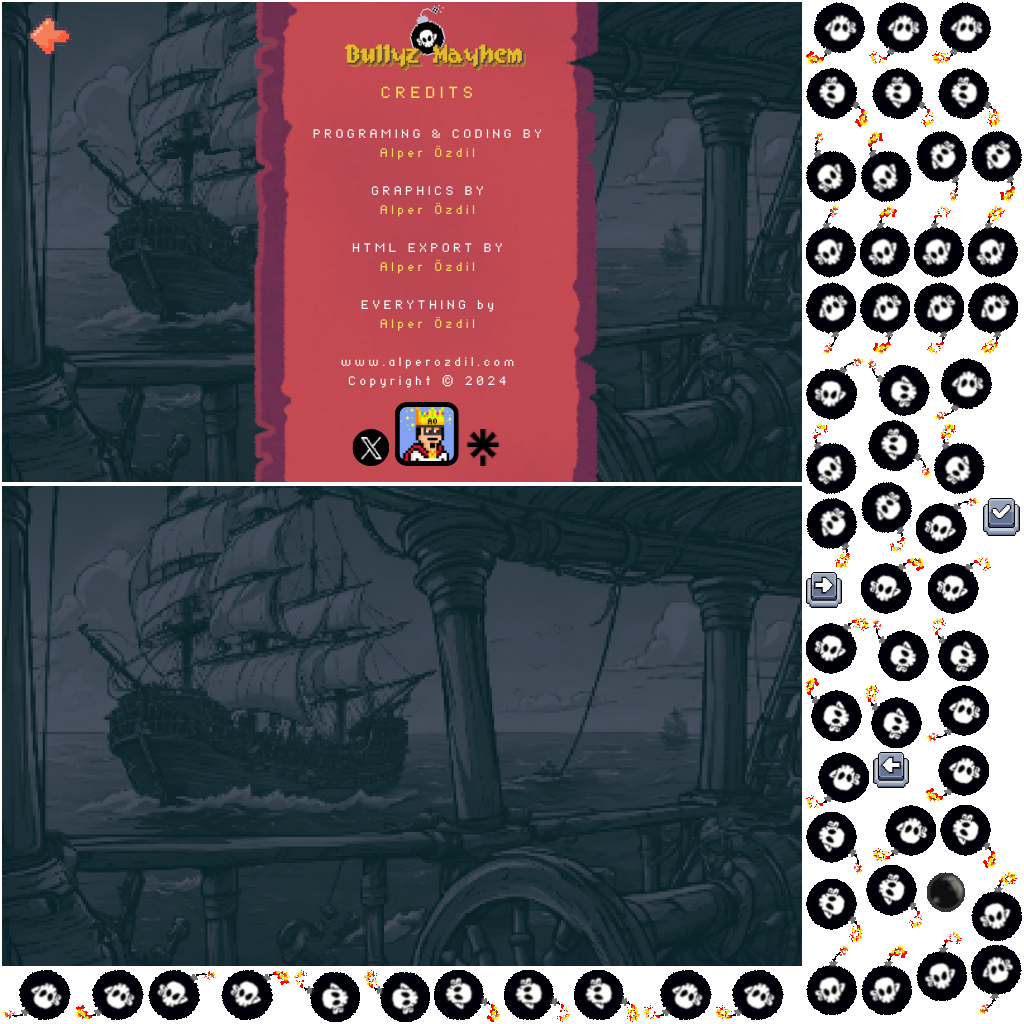 Bullyz Mayhem
CREDITS
PROGRAMING & CODING BY
Alper Özdil
GRAPHICS BY
Alper Özdil
HTML EXPORT BY
Alper Özdil
EVERYTHING by
Alper Özdil
www.alperozdil.com
Copyright © 2024
AO